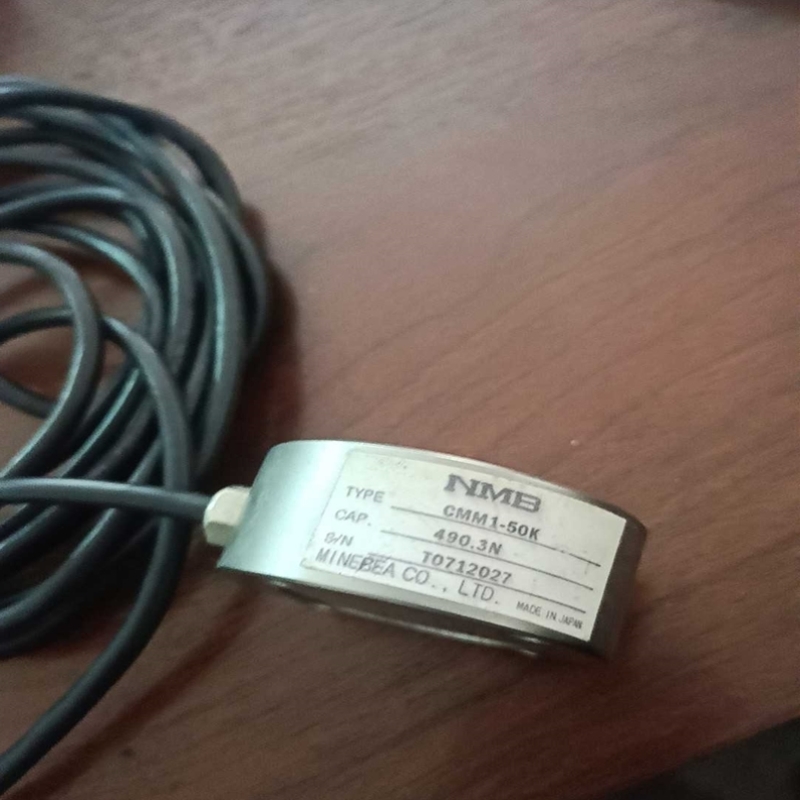 NMB
TYPE CMM1-50K
CAP. 490.3N
S/N T0712027
MINEBEA CO., LTD. MADE IN JAPAN